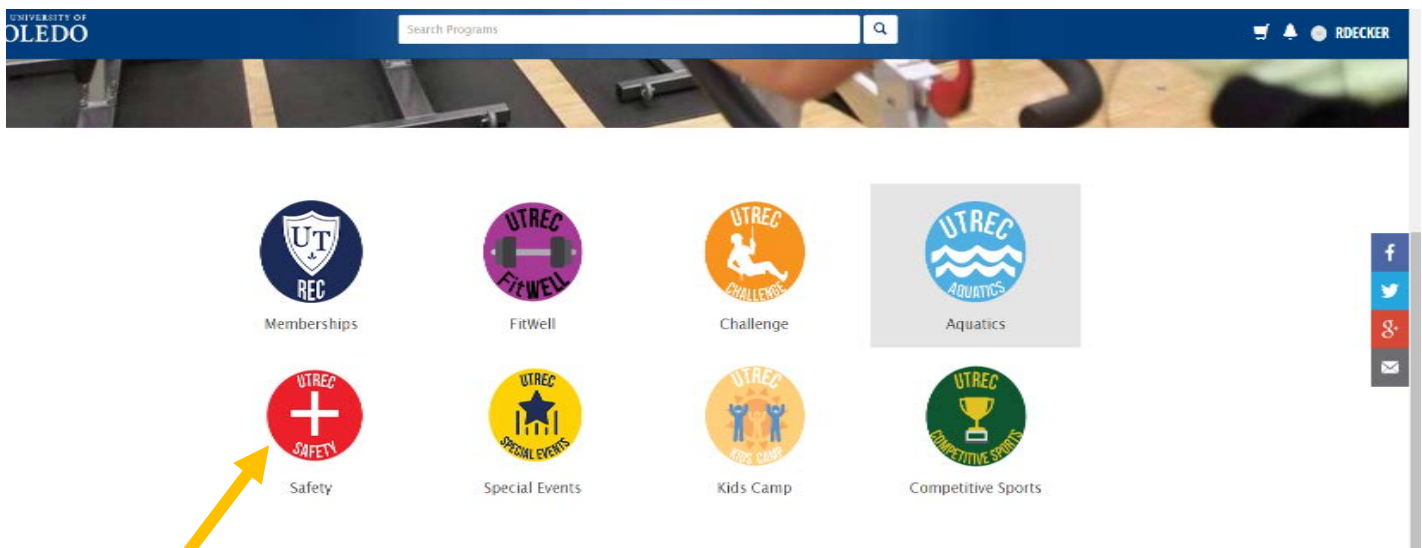 UNIVERSITY OF
OLEDO
Search Programs
RDECKER
UT
REC
UTREC
FitWELL
UTREC
CHALLENGE
UTREC
AQUATICS
Memberships
FitWell
Challenge
Aquatics
f
8+
UTREC
SAFETY
UTREC
SPECIAL EVENTS
UTREC
KIDS CAMP
UTREC
COMPETITIVE SPORTS
Safety
Special Events
Kids Camp
Competitive Sports